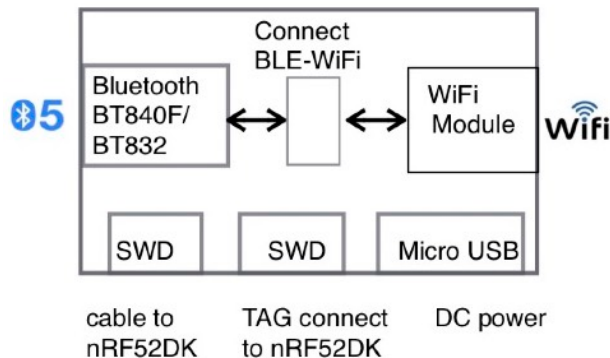 Connect
BLE-WiFi
Bluetooth
BT840F/
BT832
WiFi
Module
5
Wifi
SWD
SWD
Micro USB
cable to
nRF52DK
TAG connect
to nRF52DK
DC power